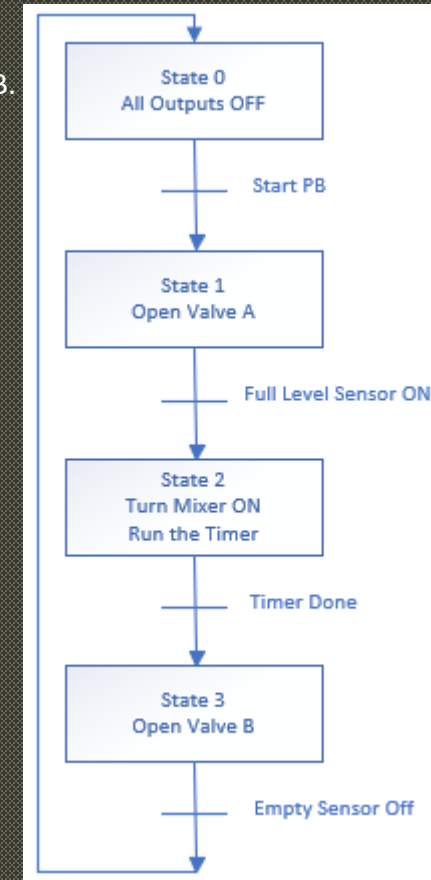 3.
State 0
All Outputs OFF
Start PB
State 1
Open Valve A
Full Level Sensor ON
State 2
Turn Mixer ON
Run the Timer
Timer Done
State 3
Open Valve B
Empty Sensor Off